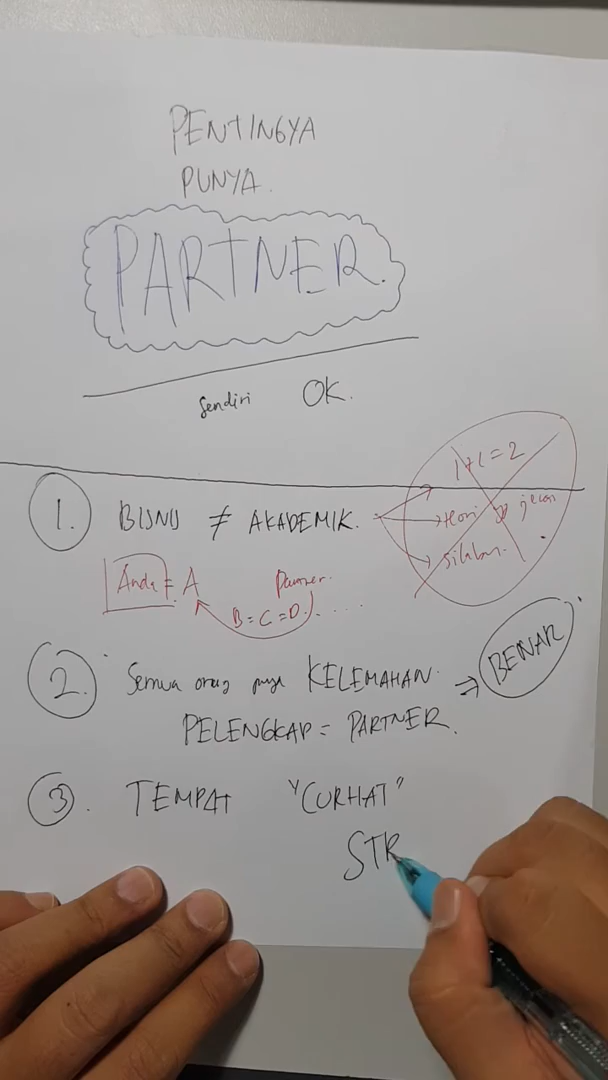 PENTINGYA
PUNYA.
PARTNER.
Sendiri OK.
1. BISNIS ≠ AKADEMIK.
1+1=2
silabus.
Anda = A
Partner.
B=C=D. ....
2. Semua orang punya KELEMAHAN. ⇒ BENAR
PELENGKAP = PARTNER.
3. TEMPAT "CURHAT"
STR